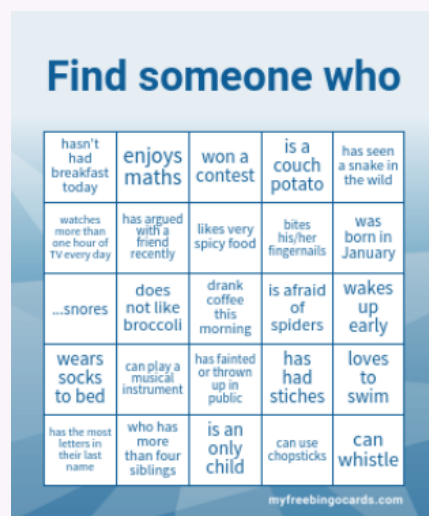 Find someone who
hasn't
had
breakfast
today
enjoys
maths
won a
contest
is a
couch
potato
has seen
a snake in
the wild
watches
more than
one hour of
TV every day
has argued
with a
friend
recently
likes very
spicy food
bites
his/her
fingernails
was
born in
January
...snores
does
not like
broccoli
drank
coffee
this
morning
is afraid
of
spiders
wakes
up
early
wears
socks
to bed
can play a
musical
instrument
has fainted
or thrown
up in
public
has
had
stiches
loves
to
swim
has the most
letters in
their last
name
who has
more
than four
siblings
is an
only
child
can use
chopsticks
can
whistle
myfreebingocards.com